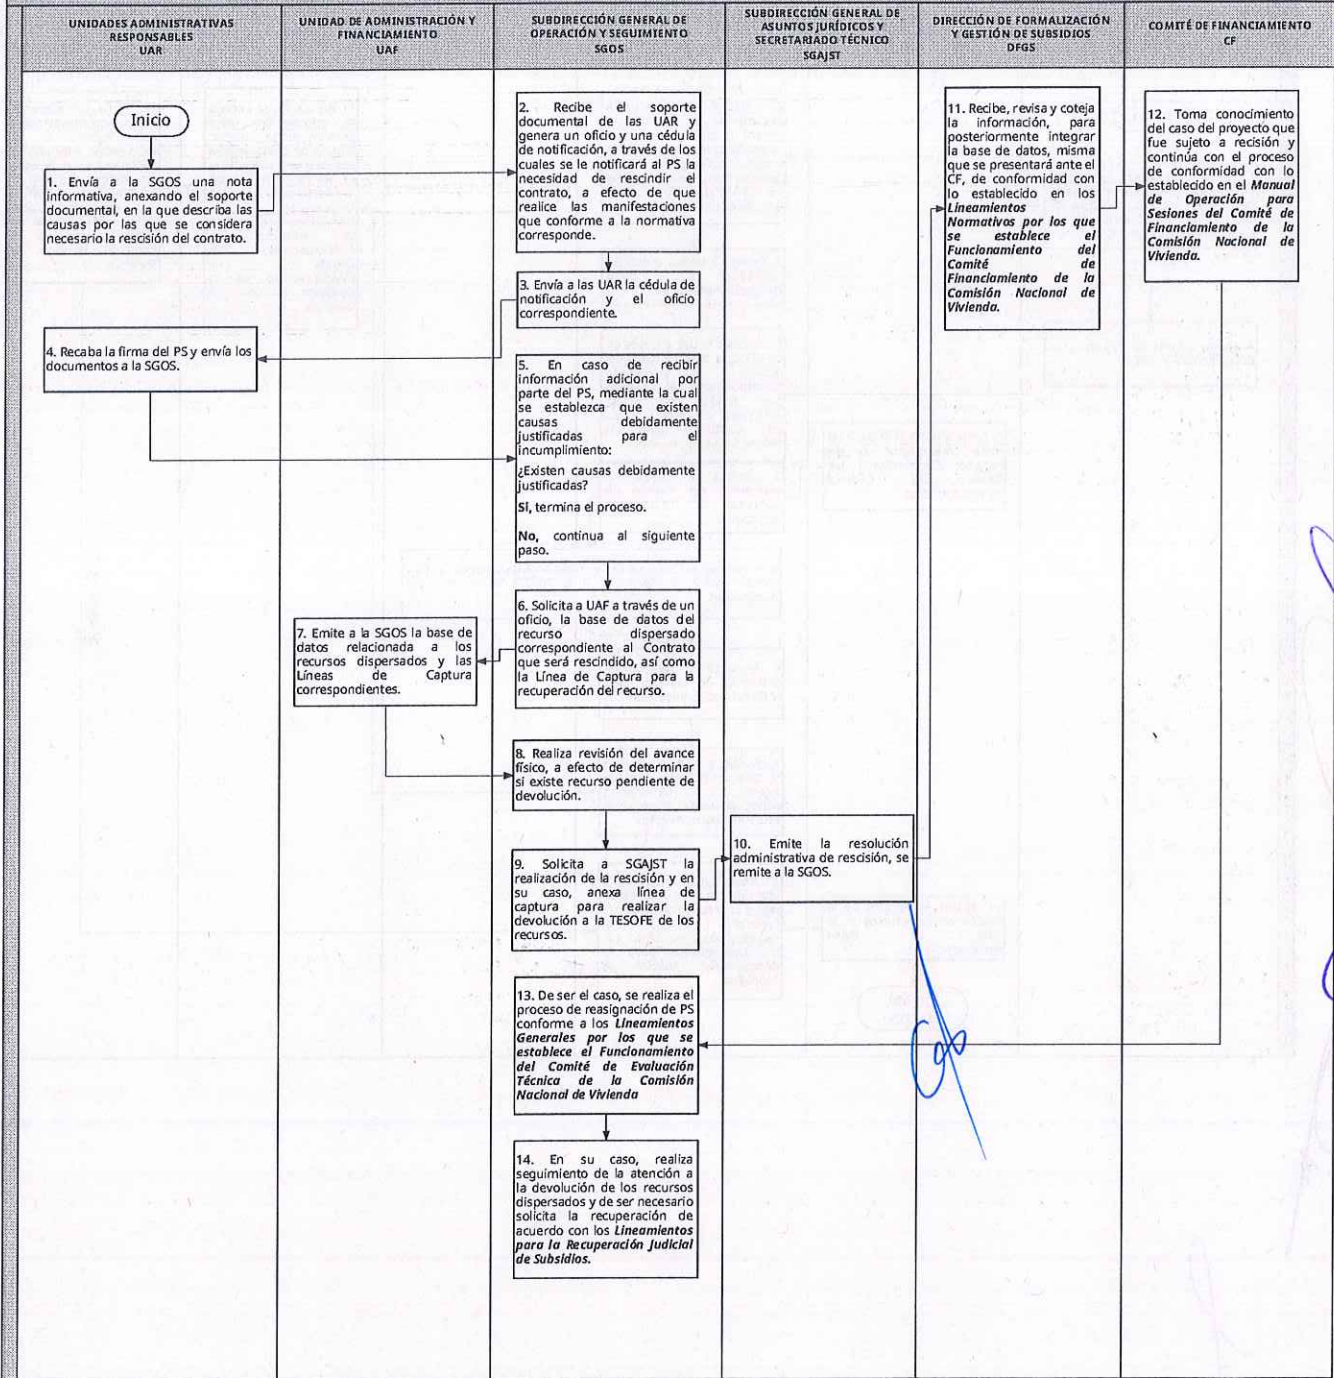 UNIDADES ADMINISTRATIVAS
RESPONSABLES
UAR
UNIDAD DE ADMINISTRACIÓN Y
FINANCIAMIENTO
UAF
SUBDIRECCIÓN GENERAL DE
OPERACIÓN Y SEGUIMIENTO
SGOS
SUBDIRECCIÓN GENERAL DE
ASUNTOS JURÍDICOS Y
SECRETARIADO TÉCNICO
SGAJST
DIRECCIÓN DE FORMALIZACIÓN
Y GESTIÓN DE SUBSIDIOS
DFGS
COMITÉ DE FINANCIAMIENTO
CF
Inicio
1. Envía a la SGOS una nota
informativa, anexando el soporte
documental, en la que describa las
causas por las que se considera
necesario la rescisión del contrato.
2. Recibe el soporte
documental de las UAR y
genera un oficio y una cédula
de notificación, a través de los
cuales se le notificará al PS la
necesidad de rescindir el
contrato, a efecto de que
realice las manifestaciones
que conforme a la normativa
corresponde.
3. Envía a las UAR la cédula de
notificación y el oficio
correspondiente.
4. Recaba la firma del PS y envía los
documentos a la SGOS.
5. En caso de recibir
información adicional por
parte del PS, mediante la cual
se establezca que existen
causas debidamente
justificadas para el
incumplimiento:
¿Existen causas debidamente
justificadas?
Sí, termina el proceso.
No, continua al siguiente
paso.
6. Solicita a UAF a través de un
oficio, la base de datos del
recurso dispersado
correspondiente al Contrato
que será rescindido, así como
la Línea de Captura para la
recuperación del recurso.
7. Emite a la SGOS la base de
datos relacionada a los
recursos dispersados y las
Líneas de Captura
correspondientes.
8. Realiza revisión del avance
físico, a efecto de determinar
si existe recurso pendiente de
devolución.
9. Solicita a SGAJST la
realización de la rescisión y en
su caso, anexa línea de
captura para realizar la
devolución a la TESOFE de los
recursos.
10. Emite la resolución
administrativa de rescisión, se
remite a la SGOS.
11. Recibe, revisa y coteja
la información, para
posteriormente integrar
la base de datos, misma
que se presentará ante el
CF, de conformidad con
lo establecido en los
Lineamientos
Normativos por los que
se establece el
Funcionamiento del
Comité de
Financiamiento de la
Comisión Nacional de
Vivienda.
12. Toma conocimiento
del caso del proyecto que
fue sujeto a recisión y
continúa con el proceso
de conformidad con lo
establecido en el Manual
de Operación para
Sesiones del Comité de
Financiamiento de la
Comisión Nacional de
Vivienda.
13. De ser el caso, se realiza el
proceso de reasignación de PS
conforme a los Lineamientos
Generales por los que se
establece el Funcionamiento
del Comité de Evaluación
Técnica de la Comisión
Nacional de Vivienda
14. En su caso, realiza
seguimiento de la atención a
la devolución de los recursos
dispersados y de ser necesario
solicita la recuperación de
acuerdo con los Lineamientos
para la Recuperación Judicial
de Subsidios.